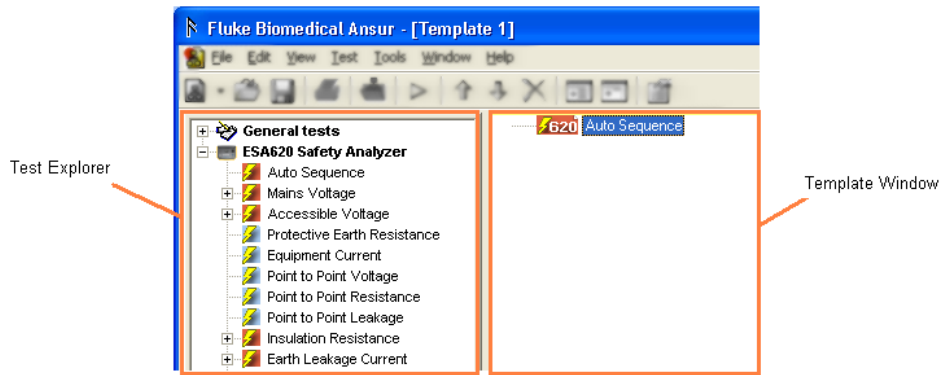 Fluke Biomedical Ansur - [Template 1]
File Edit View Test Tools Window Help
General tests
ESA620 Safety Analyzer
Auto Sequence
Mains Voltage
Accessible Voltage
Protective Earth Resistance
Equipment Current
Point to Point Voltage
Point to Point Resistance
Point to Point Leakage
Insulation Resistance
Earth Leakage Current
620 Auto Sequence
Test Explorer
Template Window